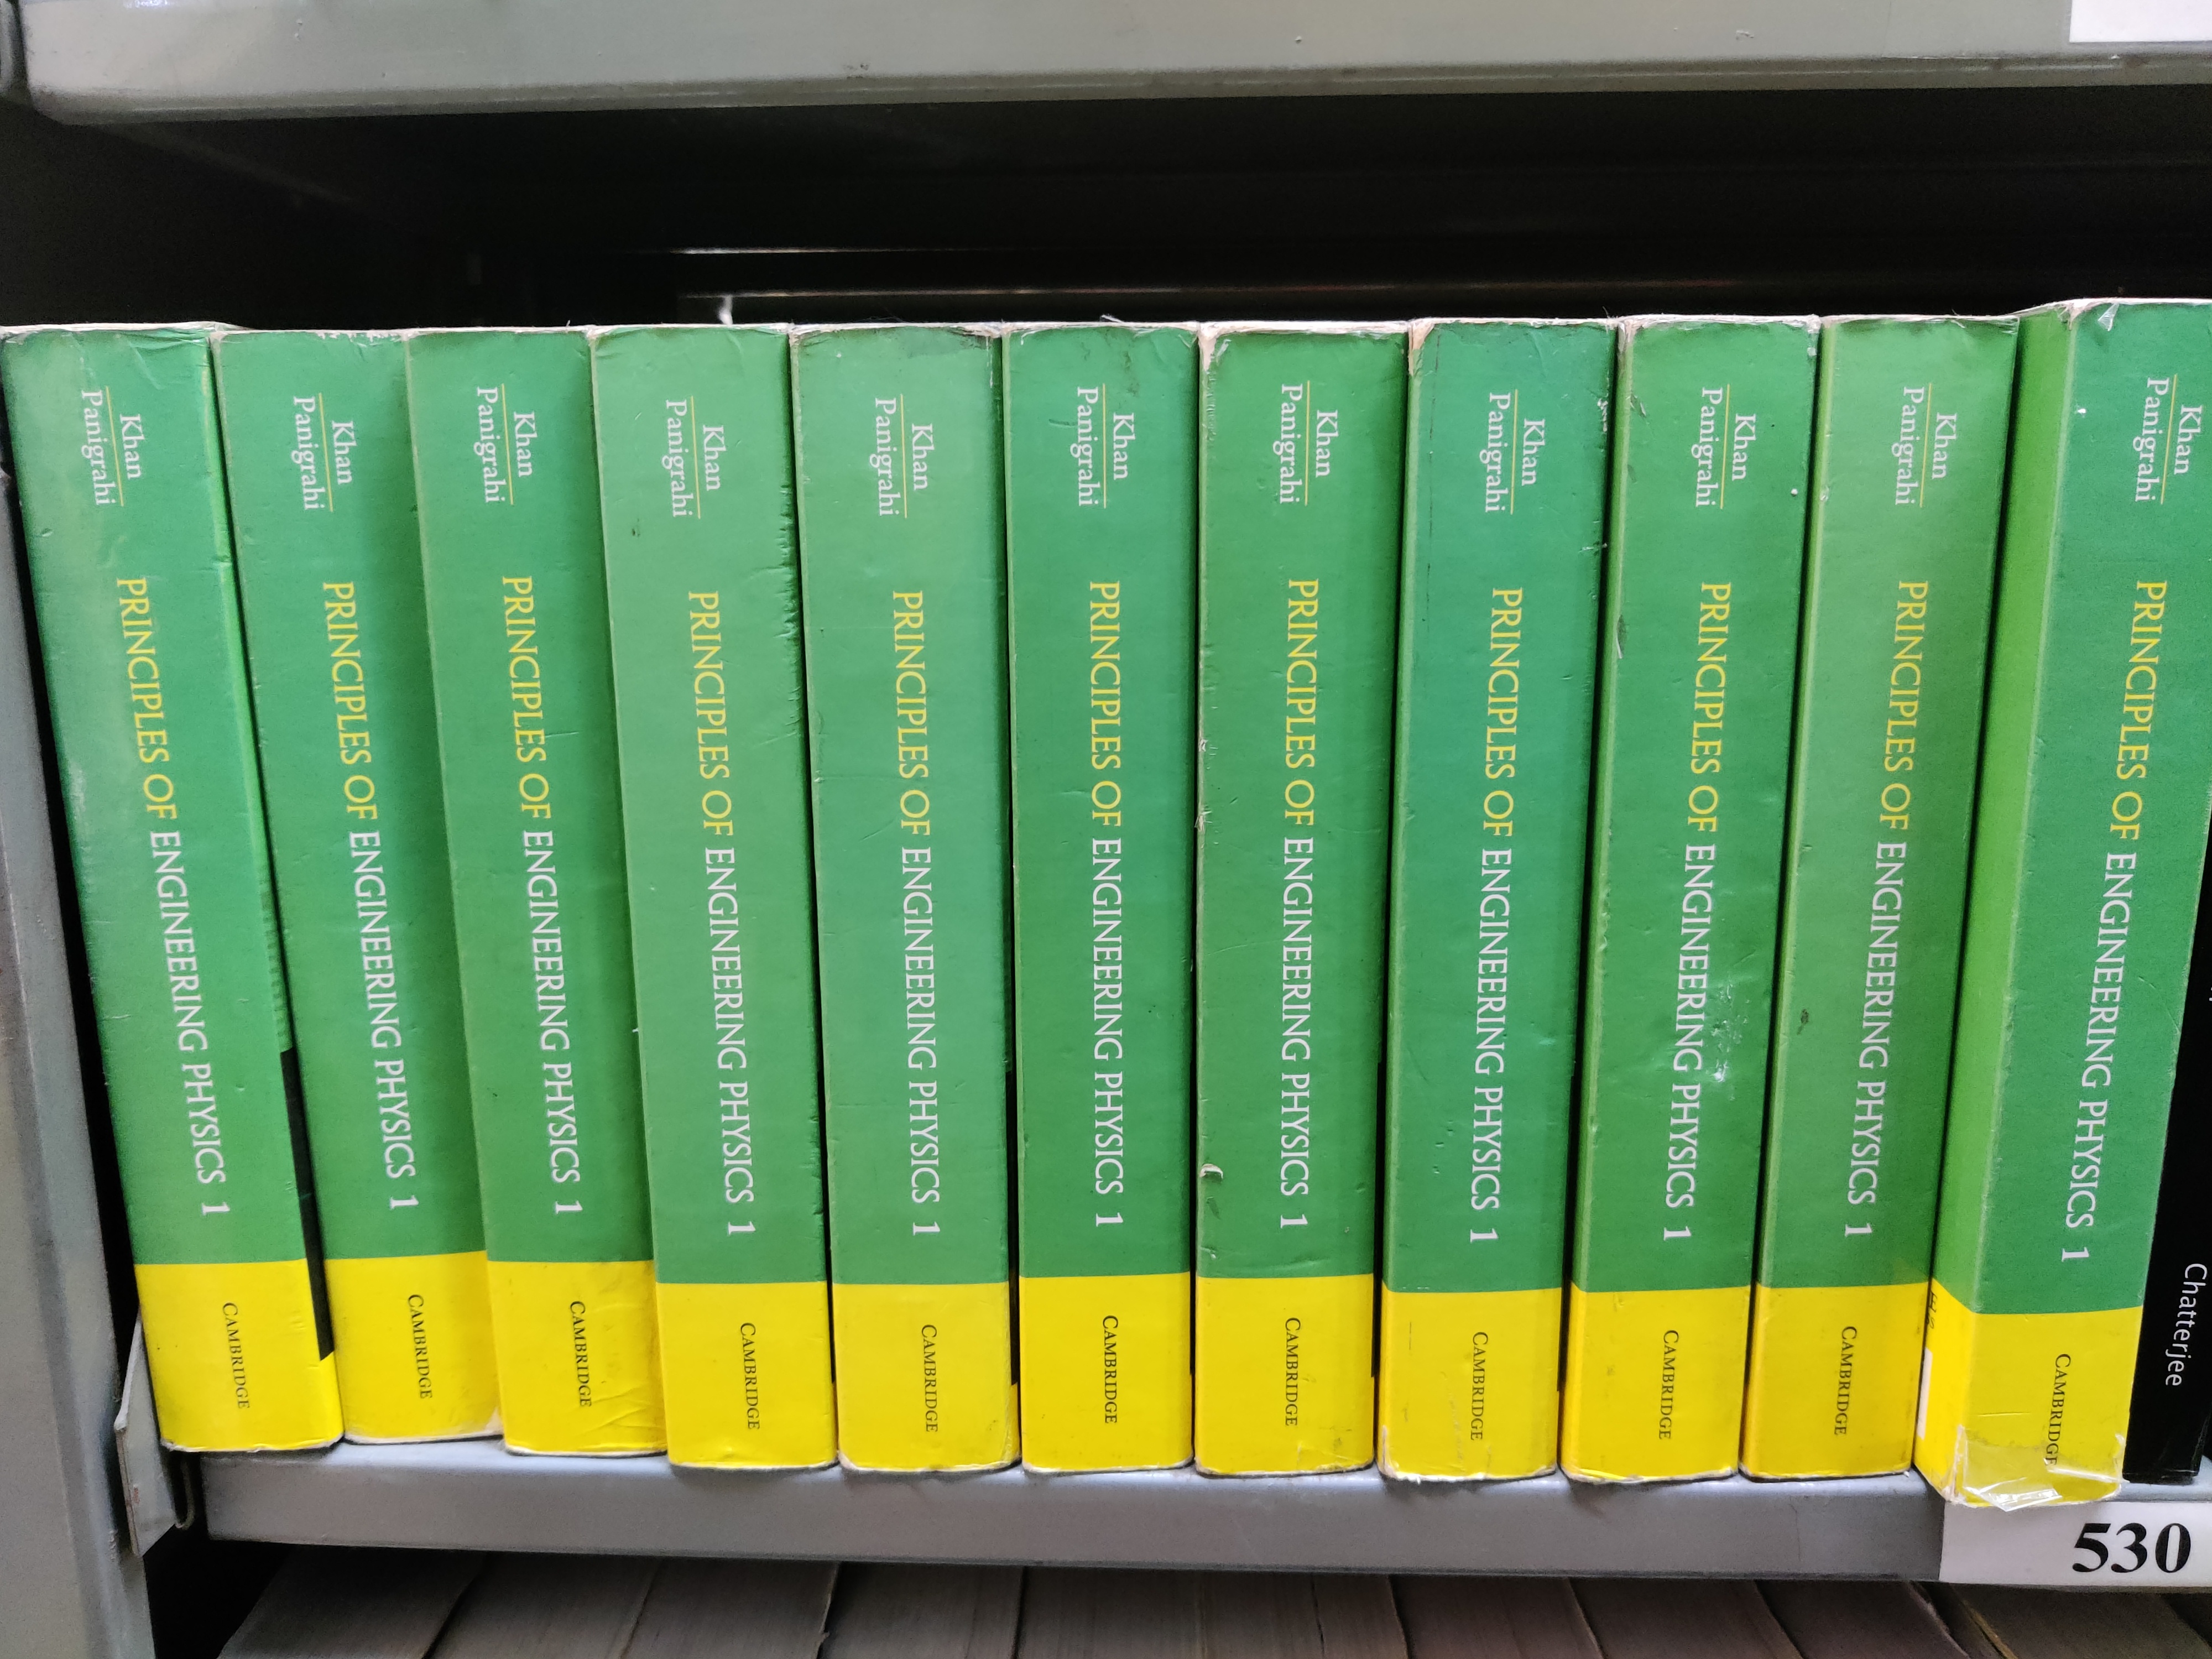 Khan
Panigrahi
PRINCIPLES OF ENGINEERING PHYSICS 1
CAMBRIDGE
Khan
Panigrahi
PRINCIPLES OF ENGINEERING PHYSICS 1
CAMBRIDGE
Khan
Panigrahi
PRINCIPLES OF ENGINEERING PHYSICS 1
CAMBRIDGE
Khan
Panigrahi
PRINCIPLES OF ENGINEERING PHYSICS 1
CAMBRIDGE
Khan
Panigrahi
PRINCIPLES OF ENGINEERING PHYSICS 1
CAMBRIDGE
Khan
Panigrahi
PRINCIPLES OF ENGINEERING PHYSICS 1
CAMBRIDGE
Khan
Panigrahi
PRINCIPLES OF ENGINEERING PHYSICS 1
CAMBRIDGE
Khan
Panigrahi
PRINCIPLES OF ENGINEERING PHYSICS 1
CAMBRIDGE
Khan
Panigrahi
PRINCIPLES OF ENGINEERING PHYSICS 1
CAMBRIDGE
Khan
Panigrahi
PRINCIPLES OF ENGINEERING PHYSICS 1
CAMBRIDGE
Khan
Panigrahi
PRINCIPLES OF ENGINEERING PHYSICS 1
CAMBRIDGE
Chatterjee
530